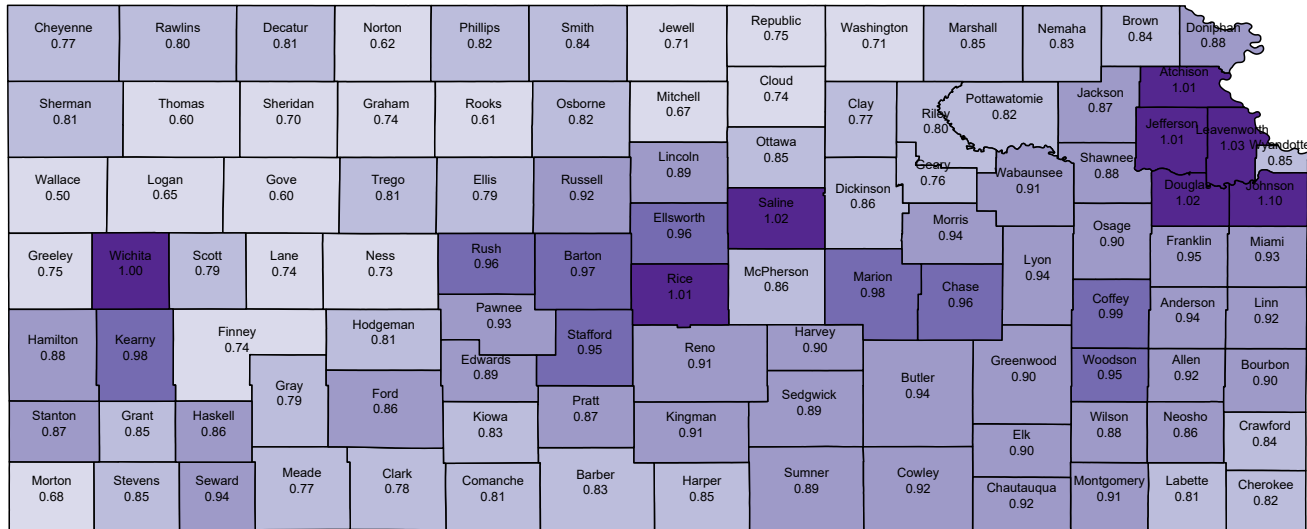 Cheyenne
0.77
Rawlins
0.80
Decatur
0.81
Norton
0.62
Phillips
0.82
Smith
0.84
Jewell
0.71
Republic
0.75
Washington
0.71
Marshall
0.85
Nemaha
0.83
Brown
0.84
Doniphan
0.88
Sherman
0.81
Thomas
0.60
Sheridan
0.70
Graham
0.74
Rooks
0.61
Osborne
0.82
Mitchell
0.67
Cloud
0.74
Clay
0.77
Riley
0.80
Pottawatomie
0.82
Jackson
0.87
Atchison
1.01
Jefferson
1.01
Leavenworth
1.03
Wyandotte
0.85
Wallace
0.50
Logan
0.65
Gove
0.60
Trego
0.81
Ellis
0.79
Russell
0.92
Lincoln
0.89
Ottawa
0.85
Saline
1.02
Dickinson
0.86
Geary
0.76
Wabaunsee
0.91
Shawnee
0.88
Douglas
1.02
Johnson
1.10
Greeley
0.75
Wichita
1.00
Scott
0.79
Lane
0.74
Ness
0.73
Rush
0.96
Barton
0.97
Ellsworth
0.96
Rice
1.01
McPherson
0.86
Marion
0.98
Morris
0.94
Chase
0.96
Lyon
0.94
Osage
0.90
Franklin
0.95
Miami
0.93
Hamilton
0.88
Kearny
0.98
Finney
0.74
Hodgeman
0.81
Pawnee
0.93
Edwards
0.89
Stafford
0.95
Reno
0.91
Harvey
0.90
Butler
0.94
Greenwood
0.90
Coffey
0.99
Woodson
0.95
Anderson
0.94
Linn
0.92
Allen
0.92
Bourbon
0.90
Gray
0.79
Ford
0.86
Kiowa
0.83
Pratt
0.87
Kingman
0.91
Sedgwick
0.89
Stanton
0.87
Grant
0.85
Haskell
0.86
Elk
0.90
Wilson
0.88
Neosho
0.86
Crawford
0.84
Morton
0.68
Stevens
0.85
Seward
0.94
Meade
0.77
Clark
0.78
Comanche
0.81
Barber
0.83
Harper
0.85
Sumner
0.89
Cowley
0.92
Chautauqua
0.92
Montgomery
0.91
Labette
0.81
Cherokee
0.82